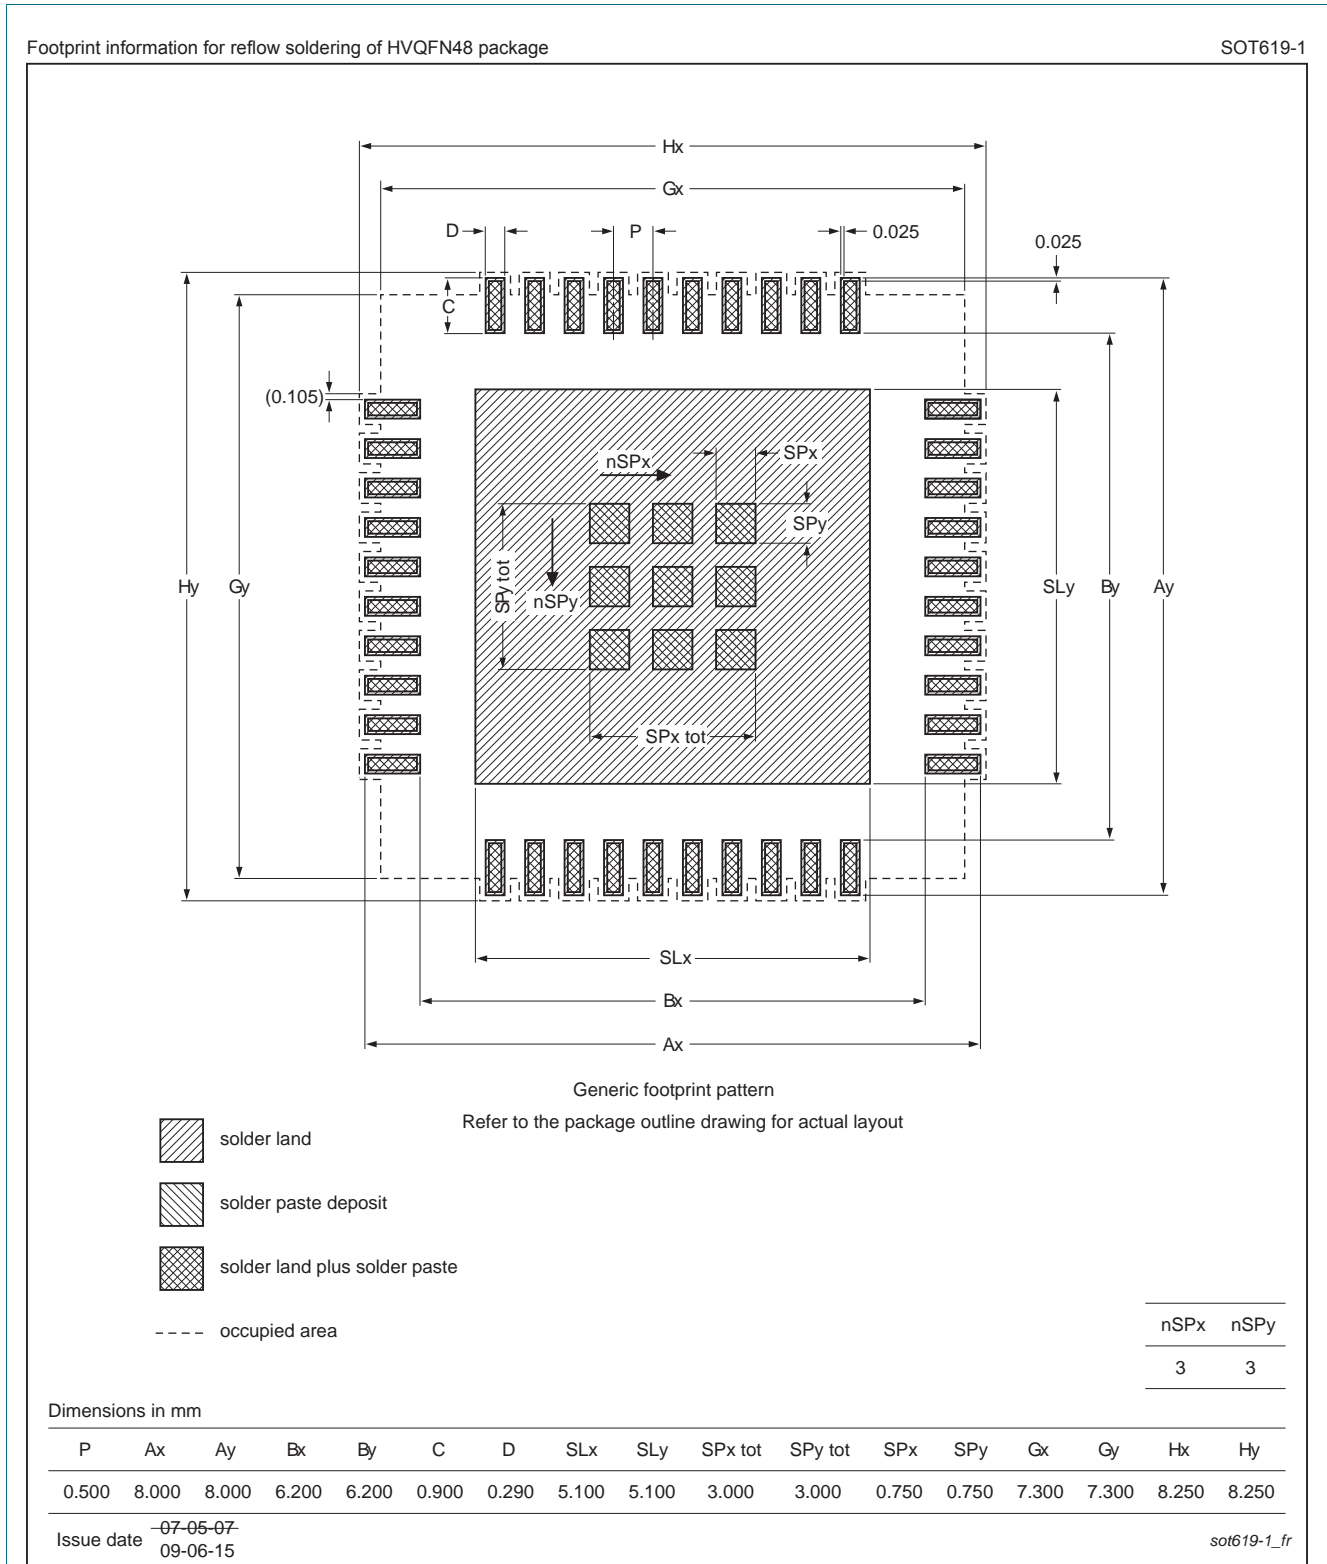 Footprint information for reflow soldering of HVQFN48 package SOT619-1
Hx
Gx
D P 0.025
0.025
C
(0.105)
nSPx SPx
SPy
SPy tot
nSPy
Hy Gy SLy By Ay
SPx tot
SLx
Bx
Ax
Generic footprint pattern
Refer to the package outline drawing for actual layout
solder land
solder paste deposit
solder land plus solder paste
occupied area
nSPx nSPy
3 3
Dimensions in mm
P Ax Ay Bx By C D SLx SLy SPx tot SPy tot SPx SPy Gx Gy Hx Hy
0.500 8.000 8.000 6.200 6.200 0.900 0.290 5.100 5.100 3.000 3.000 0.750 0.750 7.300 7.300 8.250 8.250
Issue date 07-05-07
09-06-15
sot619-1_fr